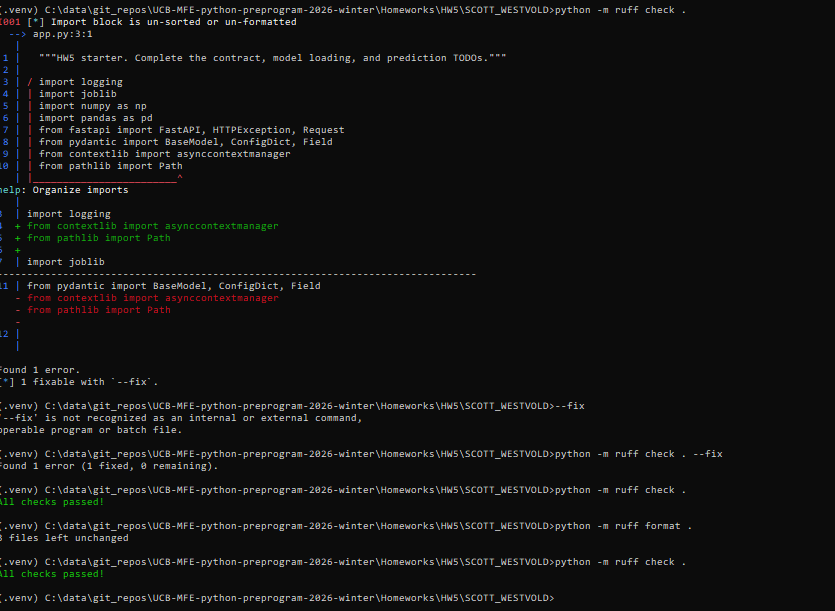 (.venv) C:\data\git_repos\UCB-MFE-python-preprogram-2026-winter\Homeworks\HW5\SCOTT_WESTVOLD>python -m ruff check .
I001 [*] Import block is un-sorted or un-formatted
--> app.py:3:1
|
1 | """HW5 starter. Complete the contract, model loading, and prediction TODOs."""
2 |
3 | / import logging
4 | | import joblib
5 | | import numpy as np
6 | | import pandas as pd
7 | | from fastapi import FastAPI, HTTPException, Request
8 | | from pydantic import BaseModel, ConfigDict, Field
9 | | from contextlib import asynccontextmanager
10 | | from pathlib import Path
| |_________________________^
help: Organize imports
|
3 | import logging
4 + from contextlib import asynccontextmanager
5 + from pathlib import Path
6 +
7 | import joblib
--------------------------------------------------------------------------------
11 | from pydantic import BaseModel, ConfigDict, Field
- from contextlib import asynccontextmanager
- from pathlib import Path
-
12 |
|
Found 1 error.
[*] 1 fixable with `--fix`.
(.venv) C:\data\git_repos\UCB-MFE-python-preprogram-2026-winter\Homeworks\HW5\SCOTT_WESTVOLD>--fix
'--fix' is not recognized as an internal or external command,
operable program or batch file.
(.venv) C:\data\git_repos\UCB-MFE-python-preprogram-2026-winter\Homeworks\HW5\SCOTT_WESTVOLD>python -m ruff check . --fix
Found 1 error (1 fixed, 0 remaining).
(.venv) C:\data\git_repos\UCB-MFE-python-preprogram-2026-winter\Homeworks\HW5\SCOTT_WESTVOLD>python -m ruff check .
All checks passed!
(.venv) C:\data\git_repos\UCB-MFE-python-preprogram-2026-winter\Homeworks\HW5\SCOTT_WESTVOLD>python -m ruff format .
3 files left unchanged
(.venv) C:\data\git_repos\UCB-MFE-python-preprogram-2026-winter\Homeworks\HW5\SCOTT_WESTVOLD>python -m ruff check .
All checks passed!
(.venv) C:\data\git_repos\UCB-MFE-python-preprogram-2026-winter\Homeworks\HW5\SCOTT_WESTVOLD>